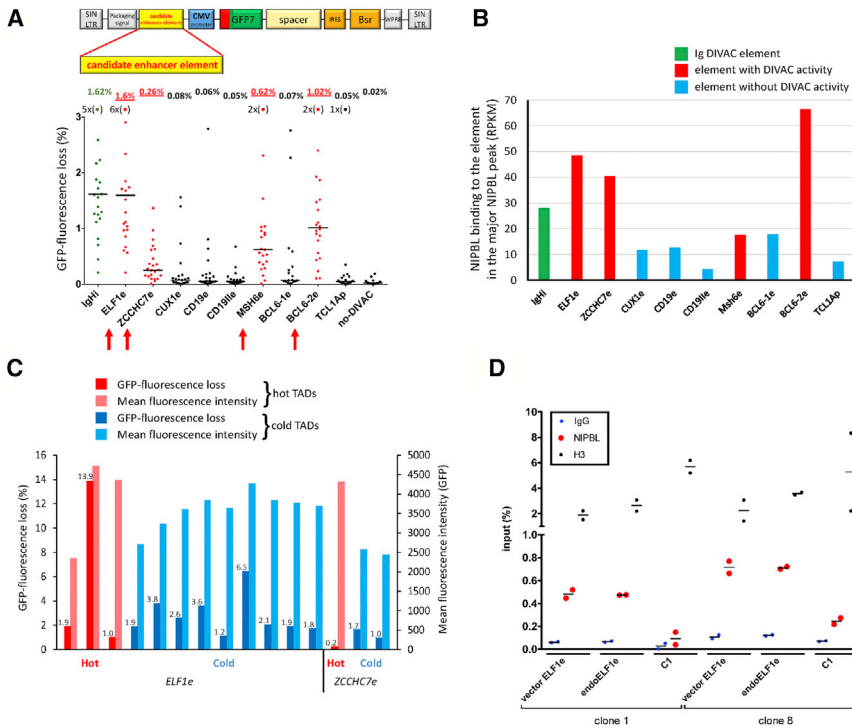 A
SIN LTR
Packaging signal
candidate enhancer element
CMV promoter
GFP7
spacer
IRES
Bsr
WPRE
SIN LTR
candidate enhancer element
1.62% 1.6% 0.26% 0.08% 0.06% 0.05% 0.62% 0.07% 1.02% 0.05% 0.02%
5x(•) 6x(•) 2x(•) 2x(•) 1x(•)
GFP-fluorescence loss (%)
3
2
1
0
IgHi
ELF1e
ZCCHC7e
CUX1e
CD19e
CD19IIe
MSH6e
BCL6-1e
BCL6-2e
TCL1Ap
no-DIVAC
B
Ig DIVAC element
element with DIVAC activity
element without DIVAC activity
NIPBL binding to the element
in the major NIPBL peak (RPKM)
70
60
50
40
30
20
10
0
IgHi
ELF1e
ZCCHC7e
CUX1e
CD19e
CD19IIe
Msh6e
BCL6-1e
BCL6-2e
TCL1Ap
C
GFP-fluorescence loss
Mean fluorescence intensity
} hot TADs
GFP-fluorescence loss
Mean fluorescence intensity
} cold TADs
GFP-fluorescence loss (%)
16
14
12
10
8
6
4
2
0
1.9 13.9 1.0 1.9 3.8 2.6 3.6 1.2 6.5 2.1 1.9 1.8 0.2 1.7 1.0
5000
4500
4000
3500
3000
2500
2000
1500
1000
500
0
Mean fluorescence intensity (GFP)
Hot Cold Hot Cold
ELF1e ZCCHC7e
D
IgG
NIPBL
H3
input (%)
10
8
6
4
2
0.8
0.6
0.4
0.2
0.0
vector ELF1e
endoELF1e
C1
vector ELF1e
endoELF1e
C1
clone 1 clone 8